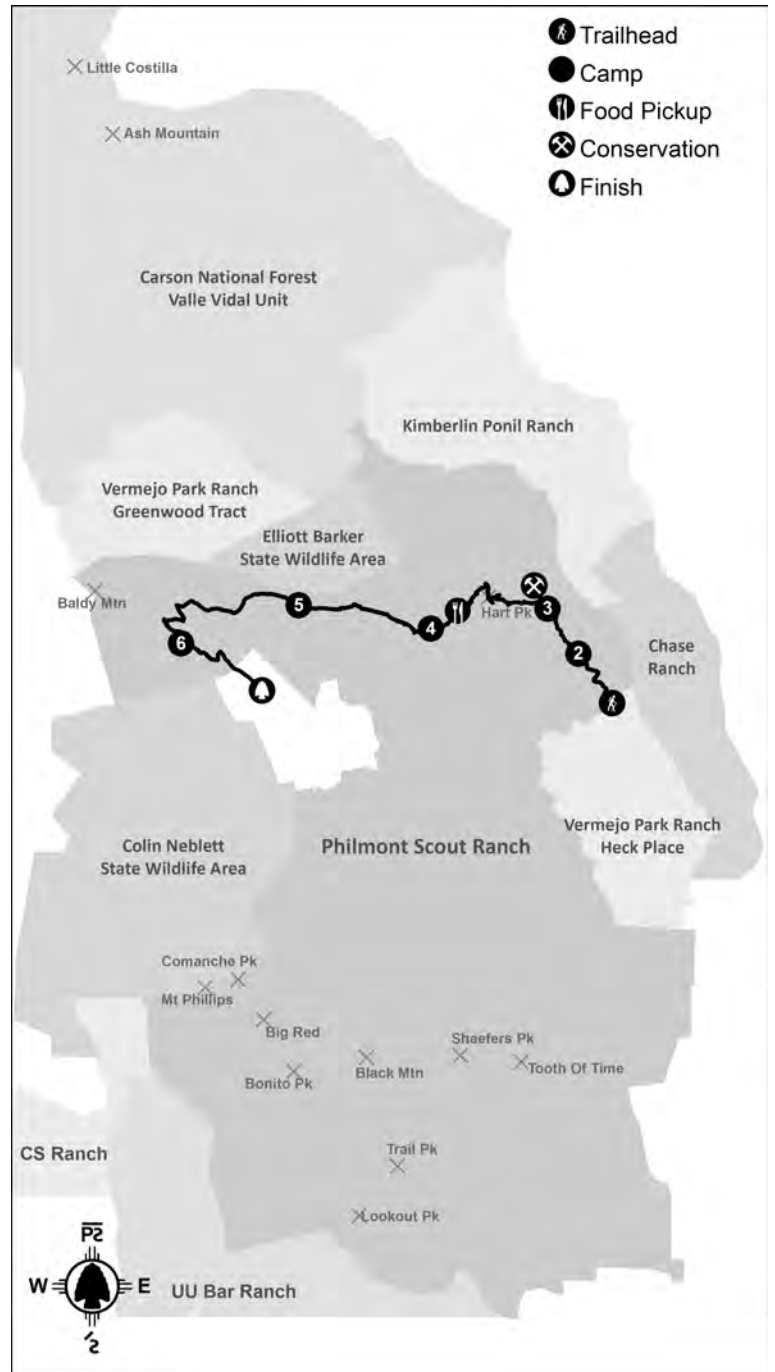 Trailhead
Camp
Food Pickup
Conservation
Finish
Little Costilla
Ash Mountain
Carson National Forest
Valle Vidal Unit
Kimberlin Ponil Ranch
Vermejo Park Ranch
Greenwood Tract
Elliott Barker
State Wildlife Area
Baldy Mtn
Hart Pk
5
4
3
2
6
Chase
Ranch
Colin Neblett
State Wildlife Area
Philmont Scout Ranch
Vermejo Park Ranch
Heck Place
Comanche Pk
Mt Phillips
Big Red
Bonito Pk
Black Mtn
Shaefers Pk
Tooth Of Time
Trail Pk
Lookout Pk
CS Ranch
UU Bar Ranch
W
E